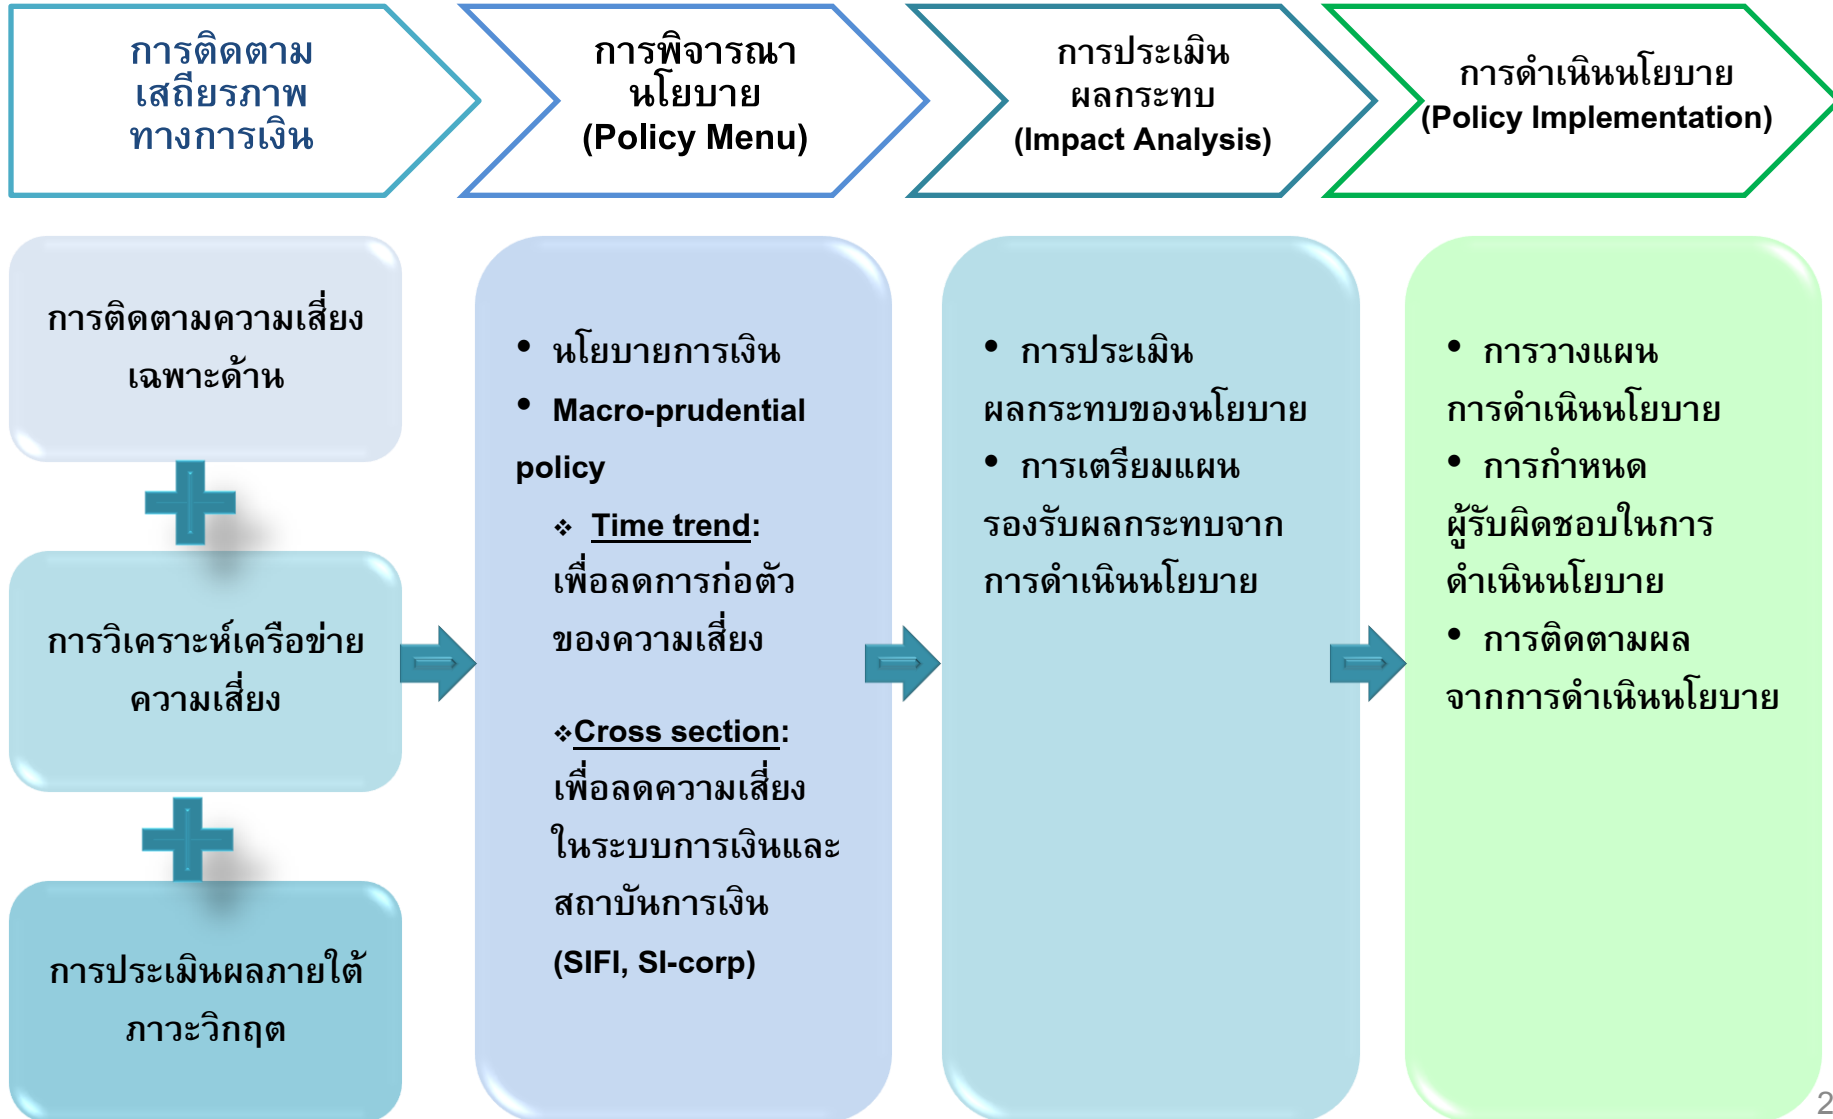 การติดตาม
เสถียรภาพ
ทางการเงิน
การพิจารณา
นโยบาย
(Policy Menu)
การประเมิน
ผลกระทบ
(Impact Analysis)
การดำเนินนโยบาย
(Policy Implementation)
การติดตามความเสี่ยง
เฉพาะด้าน
การวิเคราะห์เครือข่าย
ความเสี่ยง
การประเมินผลภายใต้
ภาวะวิกฤต
• นโยบายการเงิน
• Macro-prudential
policy
❖ Time trend:
เพื่อลดการก่อตัว
ของความเสี่ยง
❖Cross section:
เพื่อลดความเสี่ยง
ในระบบการเงินและ
สถาบันการเงิน
(SIFI, SI-corp)
• การประเมิน
ผลกระทบของนโยบาย
• การเตรียมแผน
รองรับผลกระทบจาก
การดำเนินนโยบาย
• การวางแผน
การดำเนินนโยบาย
• การกำหนด
ผู้รับผิดชอบในการ
ดำเนินนโยบาย
• การติดตามผล
จากการดำเนินนโยบาย
2